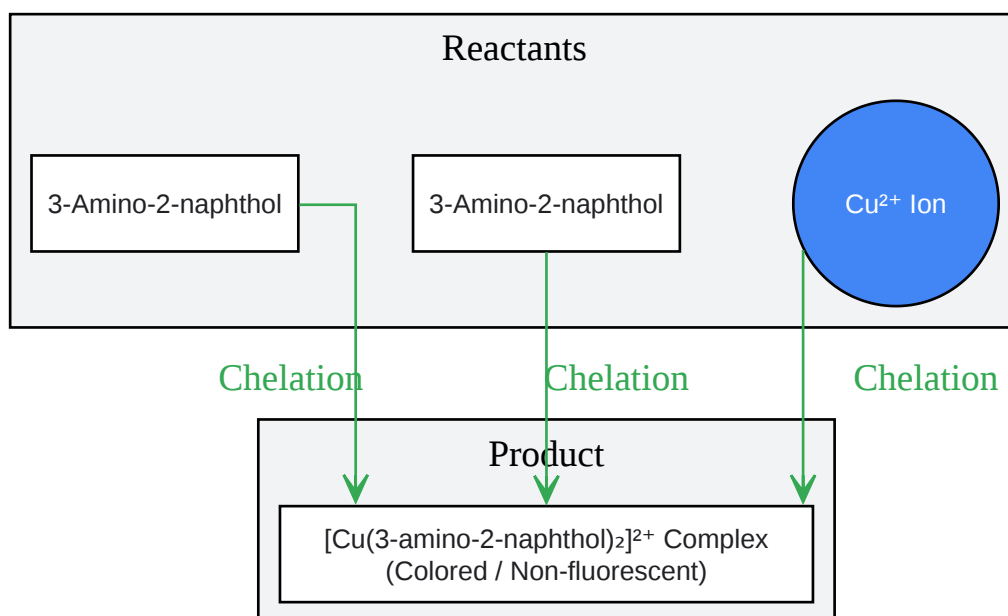 Reactants
3-Amino-2-naphthol
3-Amino-2-naphthol
Cu²⁺ Ion
Chelation
Chelation
Chelation
Product
[Cu(3-amino-2-naphthol)₂]²⁺ Complex
(Colored / Non-fluorescent)